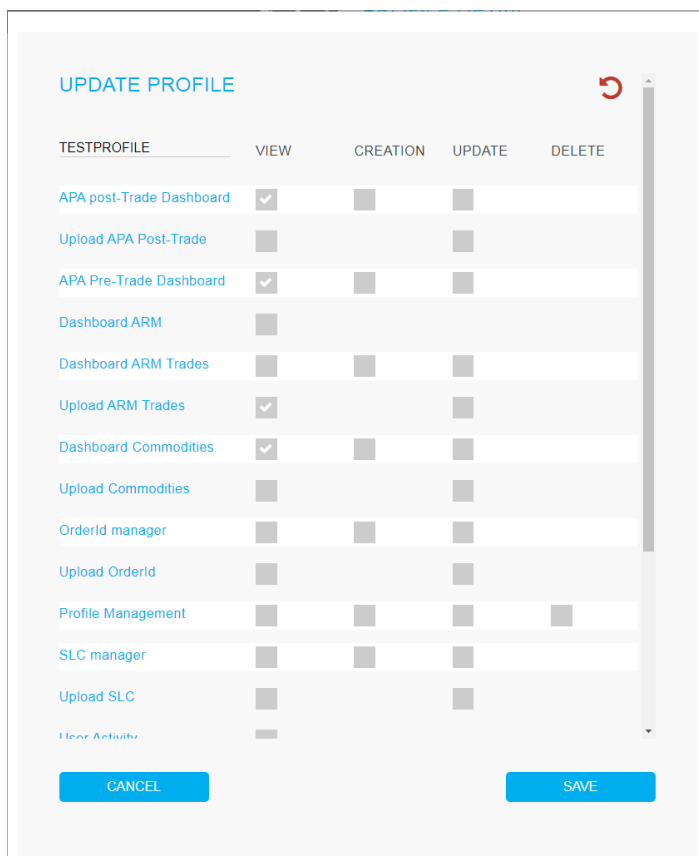 UPDATE PROFILE
TESTPROFILE VIEW CREATION UPDATE DELETE
APA post-Trade Dashboard
Upload APA Post-Trade
APA Pre-Trade Dashboard
Dashboard ARM
Dashboard ARM Trades
Upload ARM Trades
Dashboard Commodities
Upload Commodities
OrderId manager
Upload OrderId
Profile Management
SLC manager
Upload SLC
User Activity
CANCEL SAVE